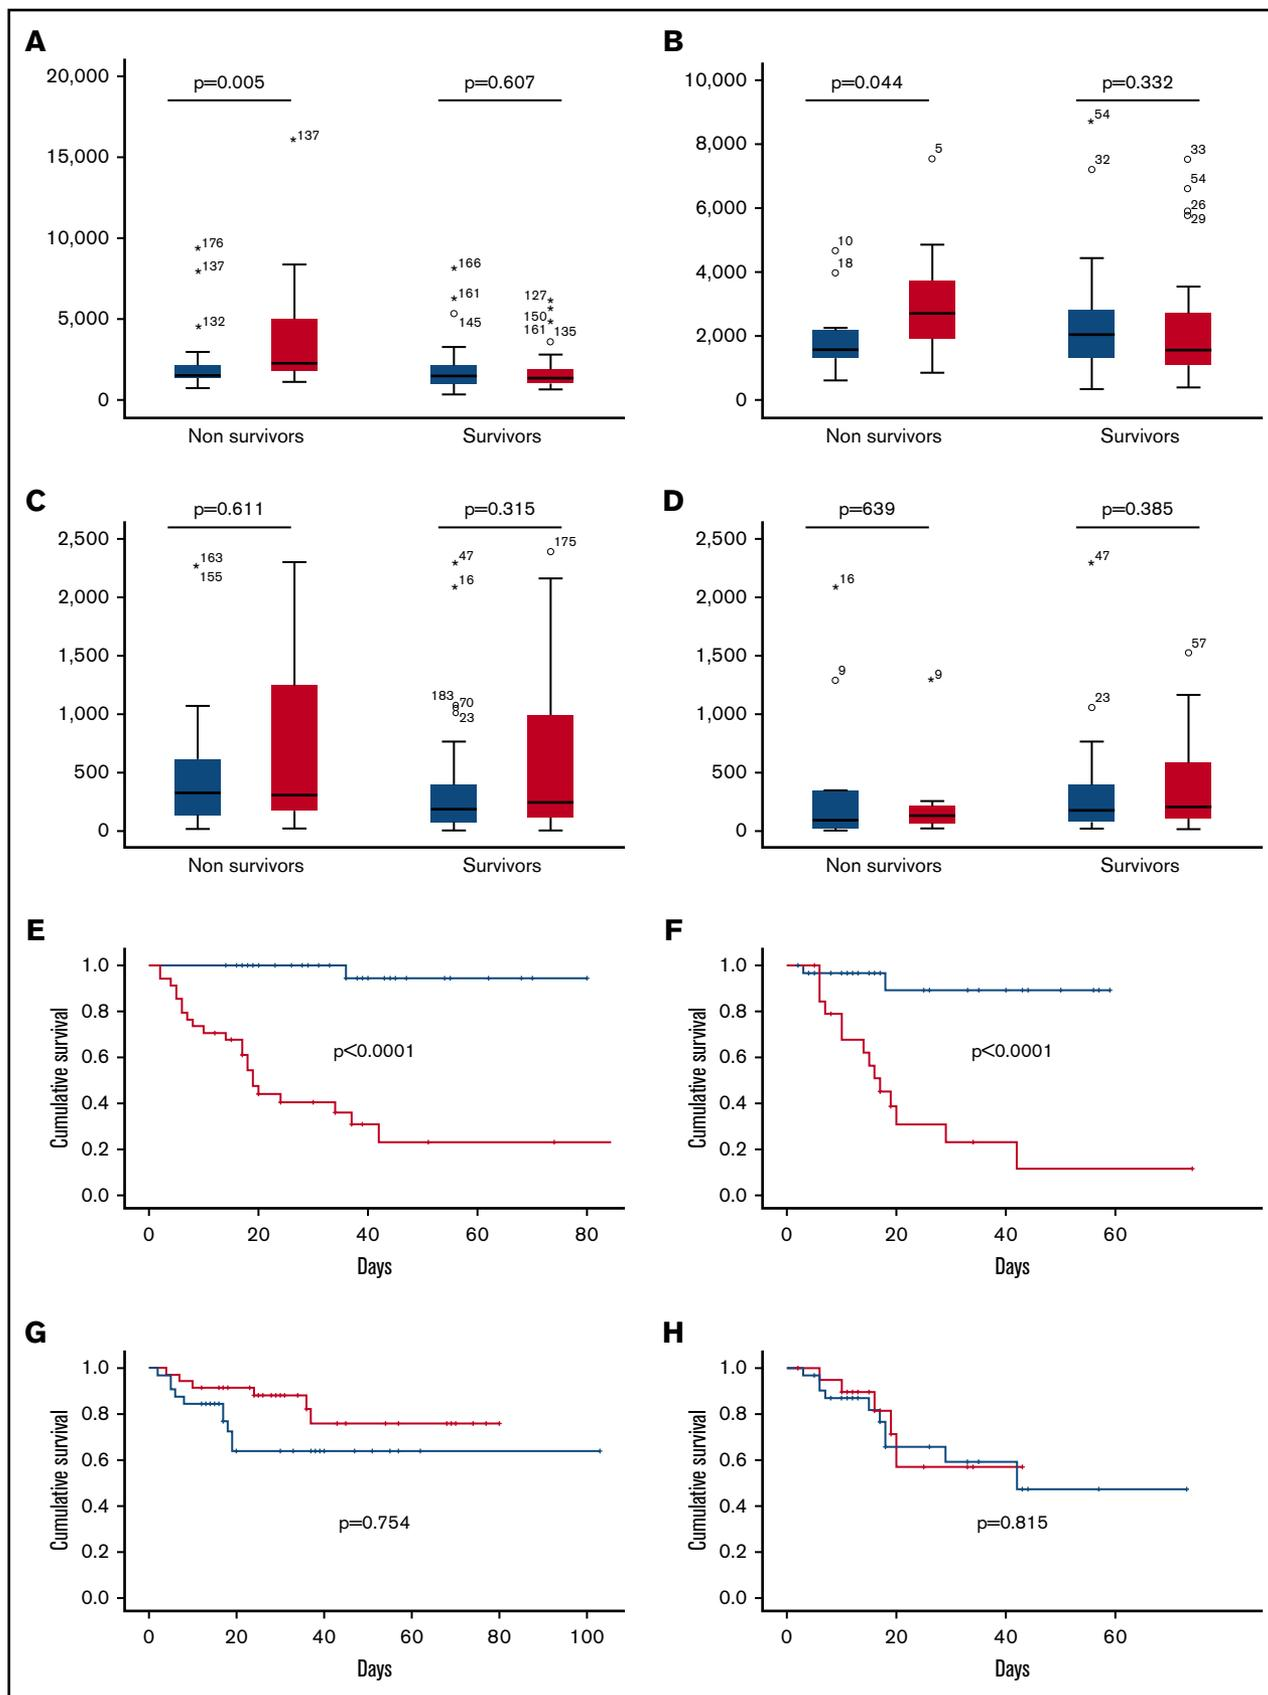 A
20,000
15,000
10,000
5,000
0
p=0.005
p=0.607
137
176
137
132
166
161
145
127
150
161
135
Non survivors
Survivors
B
10,000
8,000
6,000
4,000
2,000
0
p=0.044
p=0.332
10
18
5
54
32
33
54
26
29
Non survivors
Survivors
C
2,500
2,000
1,500
1,000
500
0
p=0.611
p=0.315
163
155
47
16
183
70
23
175
Non survivors
Survivors
D
2,500
2,000
1,500
1,000
500
0
p=639
p=0.385
16
9
9
47
23
57
Non survivors
Survivors
E
Cumulative survival
1.0
0.8
0.6
0.4
0.2
0.0
p<0.0001
0 20 40 60 80
Days
F
Cumulative survival
1.0
0.8
0.6
0.4
0.2
0.0
p<0.0001
0 20 40 60
Days
G
Cumulative survival
1.0
0.8
0.6
0.4
0.2
0.0
p=0.754
0 20 40 60 80 100
Days
H
Cumulative survival
1.0
0.8
0.6
0.4
0.2
0.0
p=0.815
0 20 40 60
Days